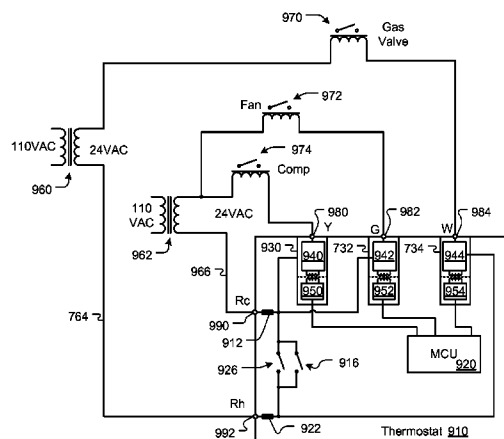 970
Gas
Valve
Fan
972
974
110VAC
24VAC
Comp
960
110
VAC
24VAC
Y
980
G
982
W
984
962
930
940
732
942
734
944
966
950
952
954
764
Rc
990
912
MCU
920
926
916
Rh
992
922
Thermostat 910